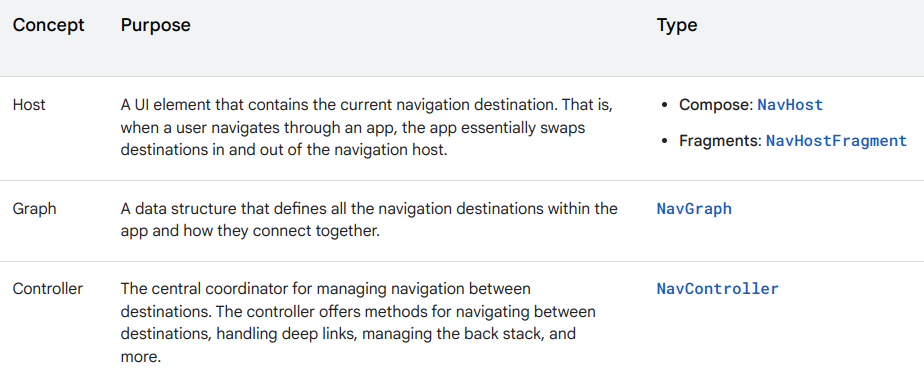 Concept Purpose Type
Host
A UI element that contains the current navigation destination. That is,
when a user navigates through an app, the app essentially swaps
destinations in and out of the navigation host.
• Compose: NavHost
• Fragments: NavHostFragment
Graph
A data structure that defines all the navigation destinations within the
app and how they connect together.
NavGraph
Controller
The central coordinator for managing navigation between
destinations. The controller offers methods for navigating between
destinations, handling deep links, managing the back stack, and
more.
NavController